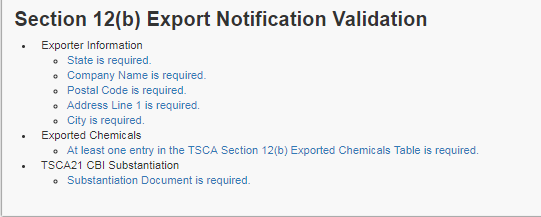 Section 12(b) Export Notification Validation
Exporter Information
State is required.
Company Name is required.
Postal Code is required.
Address Line 1 is required.
City is required.
Exported Chemicals
At least one entry in the TSCA Section 12(b) Exported Chemicals Table is required.
TSCA21 CBI Substantiation
Substantiation Document is required.